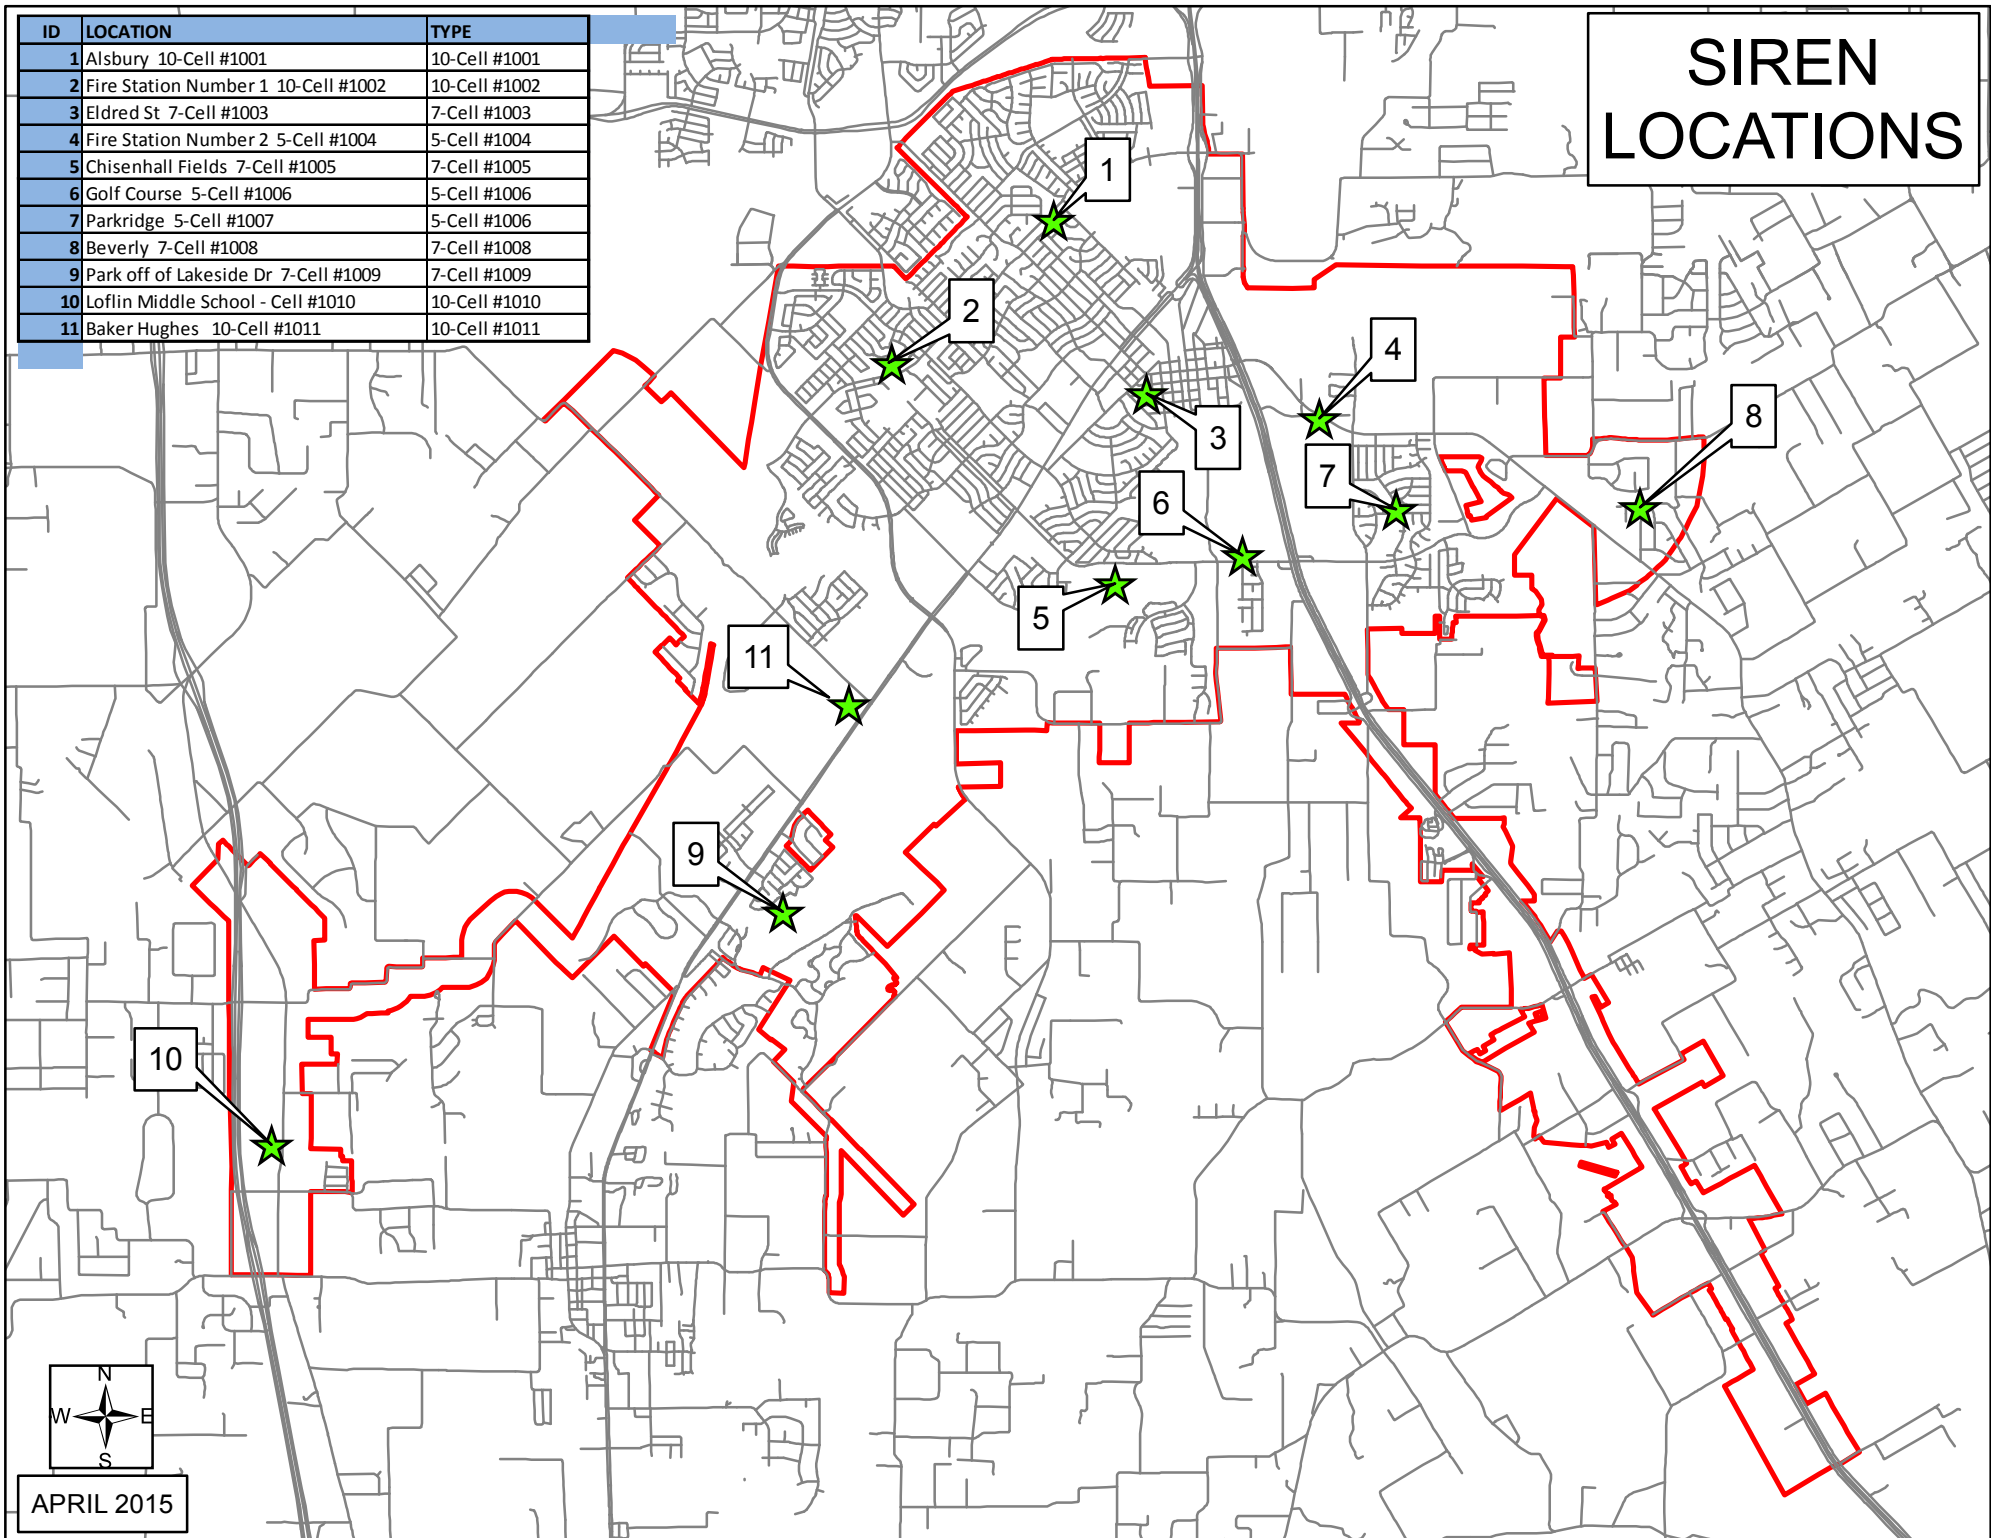 ID LOCATION TYPE
1 Alsbury 10-Cell #1001 10-Cell #1001
2 Fire Station Number 1 10-Cell #1002 10-Cell #1002
3 Eldred St 7-Cell #1003 7-Cell #1003
4 Fire Station Number 2 5-Cell #1004 5-Cell #1004
5 Chisenhall Fields 7-Cell #1005 7-Cell #1005
6 Golf Course 5-Cell #1006 5-Cell #1006
7 Parkridge 5-Cell #1007 5-Cell #1006
8 Beverly 7-Cell #1008 7-Cell #1008
9 Park off of Lakeside Dr 7-Cell #1009 7-Cell #1009
10 Loflin Middle School - Cell #1010 10-Cell #1010
11 Baker Hughes 10-Cell #1011 10-Cell #1011
SIREN
LOCATIONS
1
2
4
8
3
7
6
5
11
9
10
N
W E
S
APRIL 2015